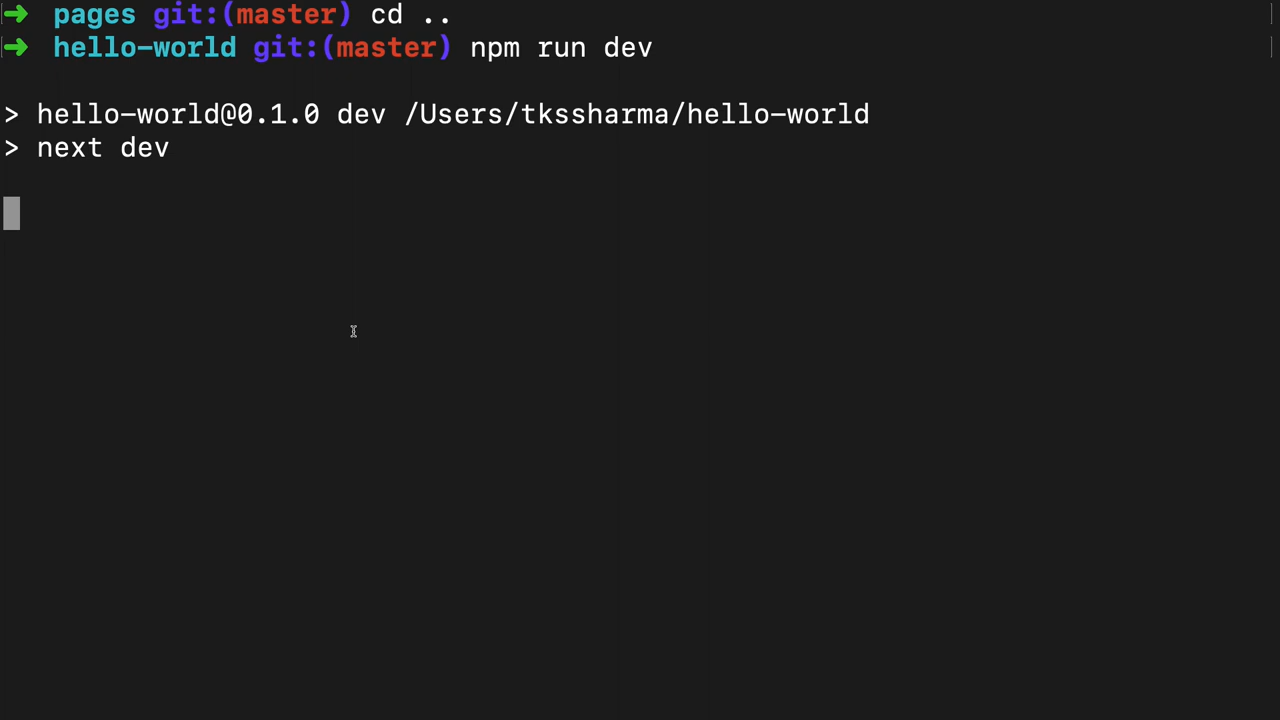 ➜ pages git:(master) cd ..
➜ hello-world git:(master) npm run dev
> hello-world@0.1.0 dev /Users/tkssharma/hello-world
> next dev